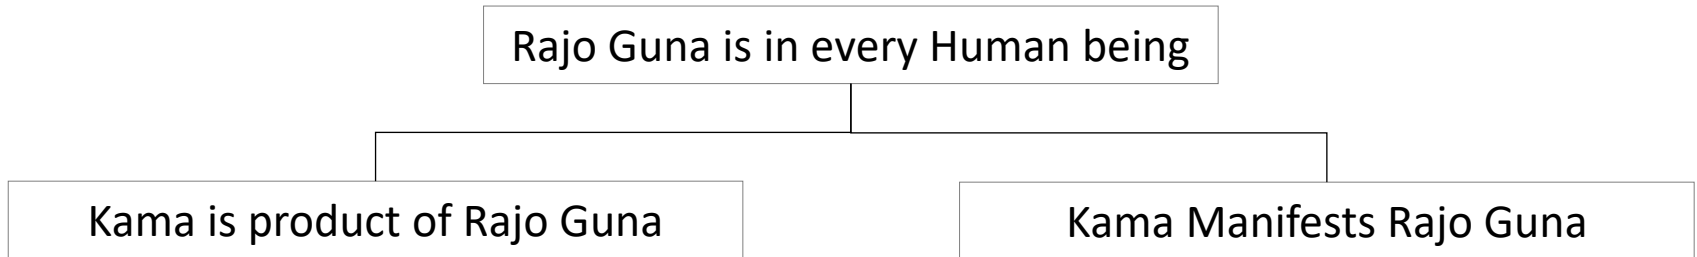 Rajo Guna is in every Human being
Kama is product of Rajo Guna
Kama Manifests Rajo Guna